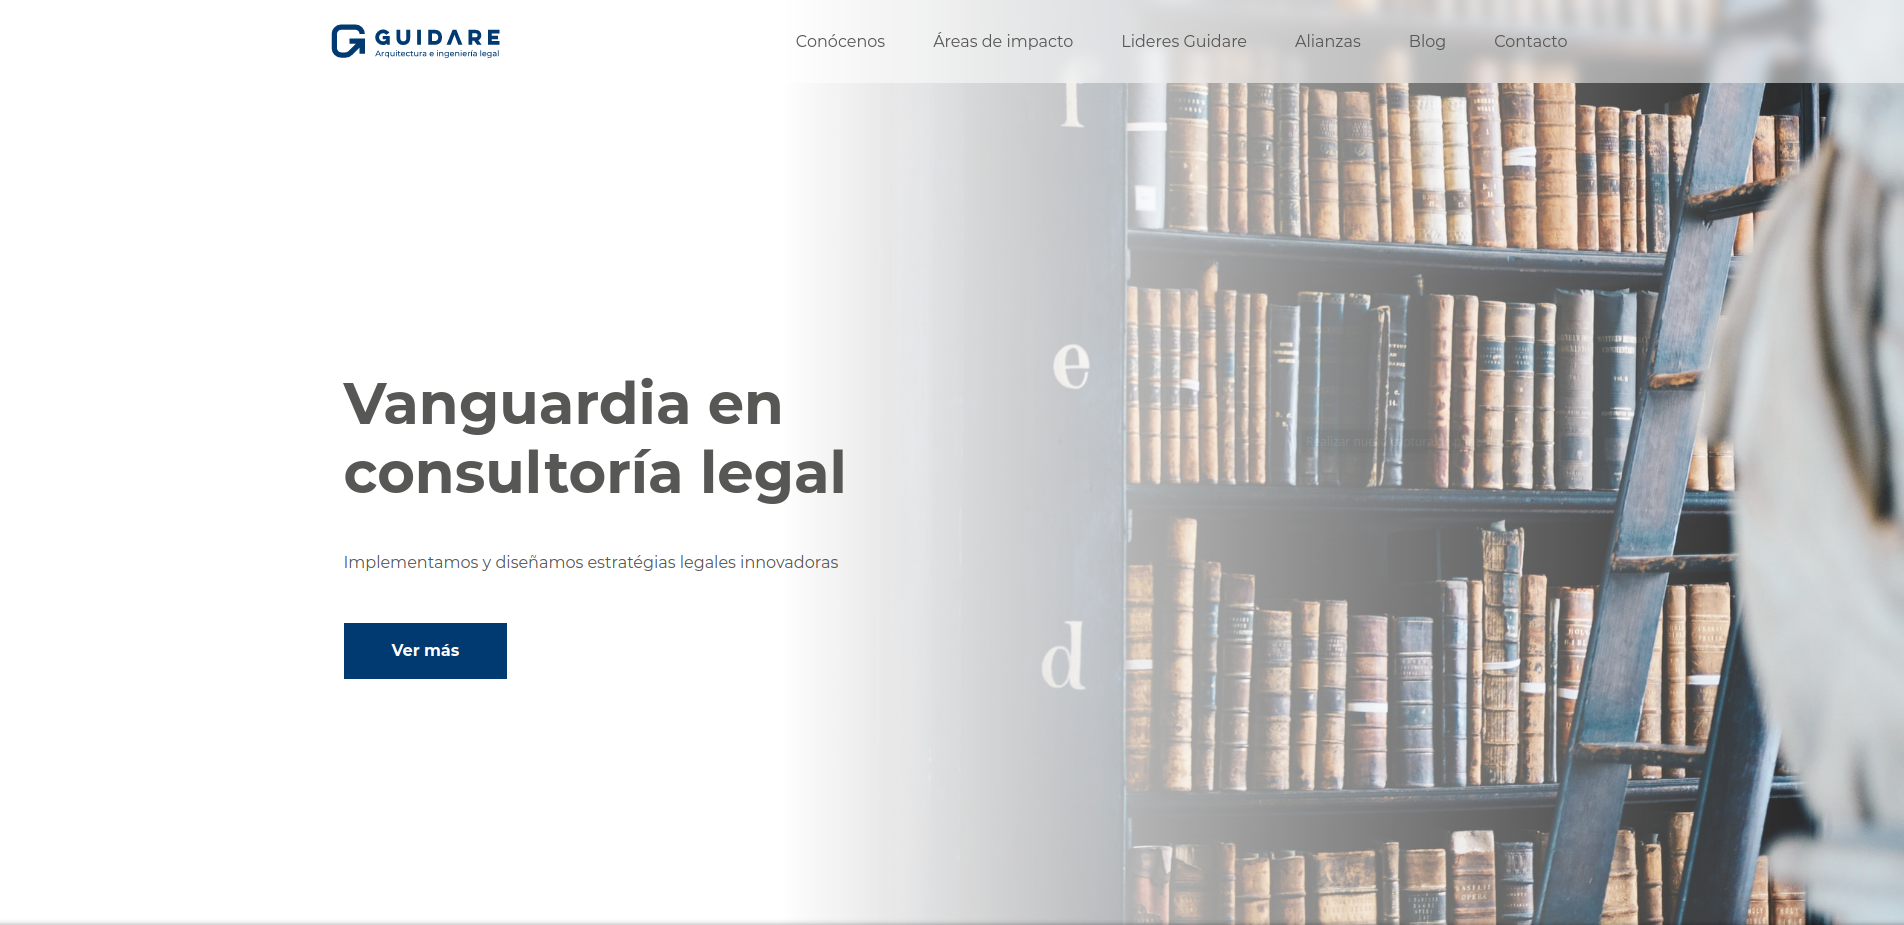 GUIDARE
Arquitectura e ingeniería legal
Conócenos Áreas de impacto Lideres Guidare Alianzas Blog Contacto
f
e
Vanguardia en
consultoría legal
Implementamos y diseñamos estratégias legales innovadoras
d
Ver más